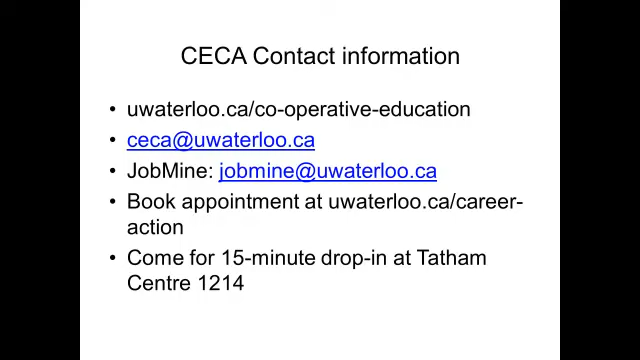 CECA Contact information
• uwaterloo.ca/co-operative-education
• ceca@uwaterloo.ca
• JobMine: jobmine@uwaterloo.ca
• Book appointment at uwaterloo.ca/career-
action
• Come for 15-minute drop-in at Tatham
Centre 1214